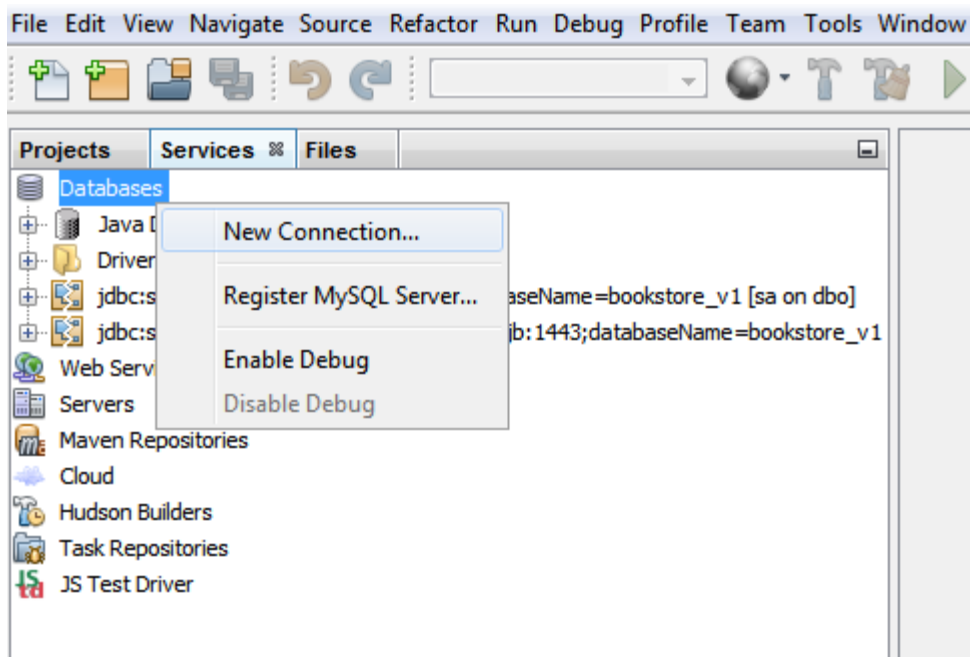 File Edit View Navigate Source Refactor Run Debug Profile Team Tools Window
Projects Services Files
Databases
Java
New Connection...
Driver
jdbc:s
Register MySQL Server...
aseName=bookstore_v1 [sa on dbo]
jdbc:s
jb:1443;databaseName=bookstore_v1
Enable Debug
Web Serv
Servers
Disable Debug
Maven Repositories
Cloud
Hudson Builders
Task Repositories
JS Test Driver